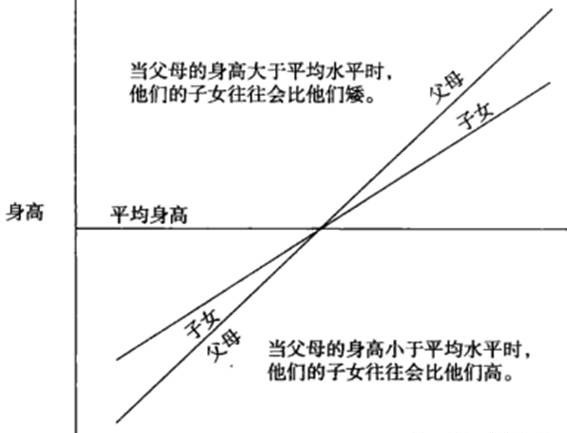 当父母的身高大于平均水平时，
他们的子女往往会比他们矮。
父母
子女
身高
平均身高
子女
父母
当父母的身高小于平均水平时，
他们的子女往往会比他们高。